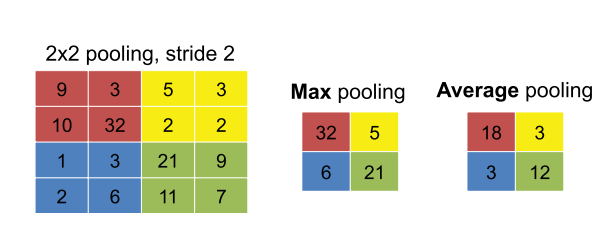 2x2 pooling, stride 2
9 3 5 3
10 32 2 2
1 3 21 9
2 6 11 7
Max pooling
32 5
6 21
Average pooling
18 3
3 12